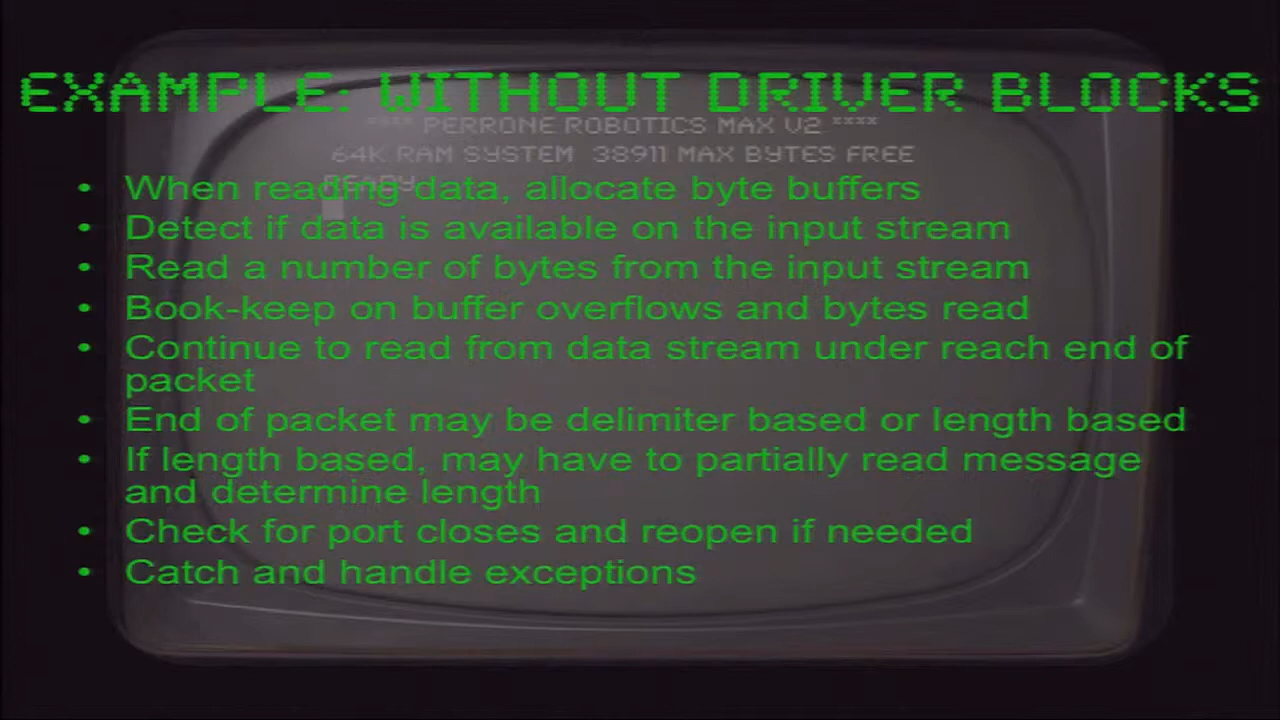 EXAMPLE: WITHOUT DRIVER BLOCKS
**** PERRONE ROBOTICS MAX V2 ****
64K RAM SYSTEM 38911 MAX BYTES FREE
READY
• When reading data, allocate byte buffers
• Detect if data is available on the input stream
• Read a number of bytes from the input stream
• Book-keep on buffer overflows and bytes read
• Continue to read from data stream under reach end of
packet
• End of packet may be delimiter based or length based
• If length based, may have to partially read message
and determine length
• Check for port closes and reopen if needed
• Catch and handle exceptions